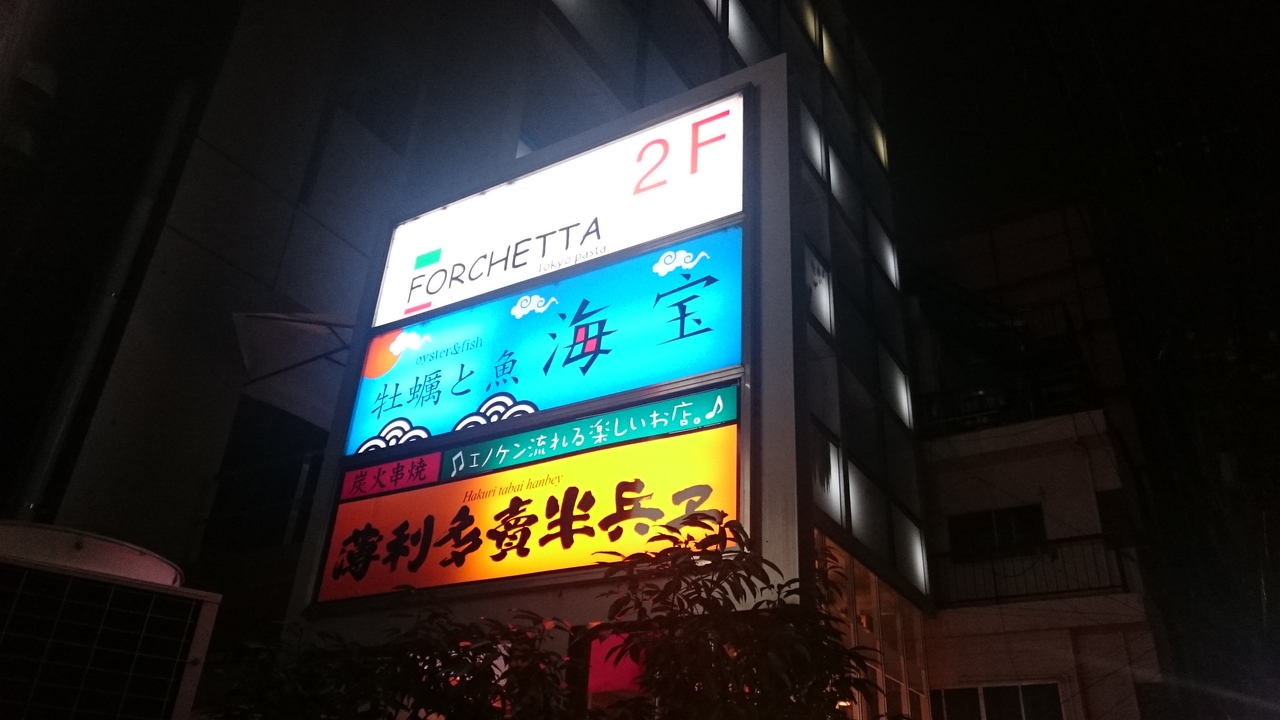 2F
FORCHETTA
Tokyo pasta
oyster&fish
牡蠣と魚 海宝
♪エノケン流れる楽しいお店。♪
炭火串焼
Hakuri tabai hanbey
薄利多賣半兵ヱ